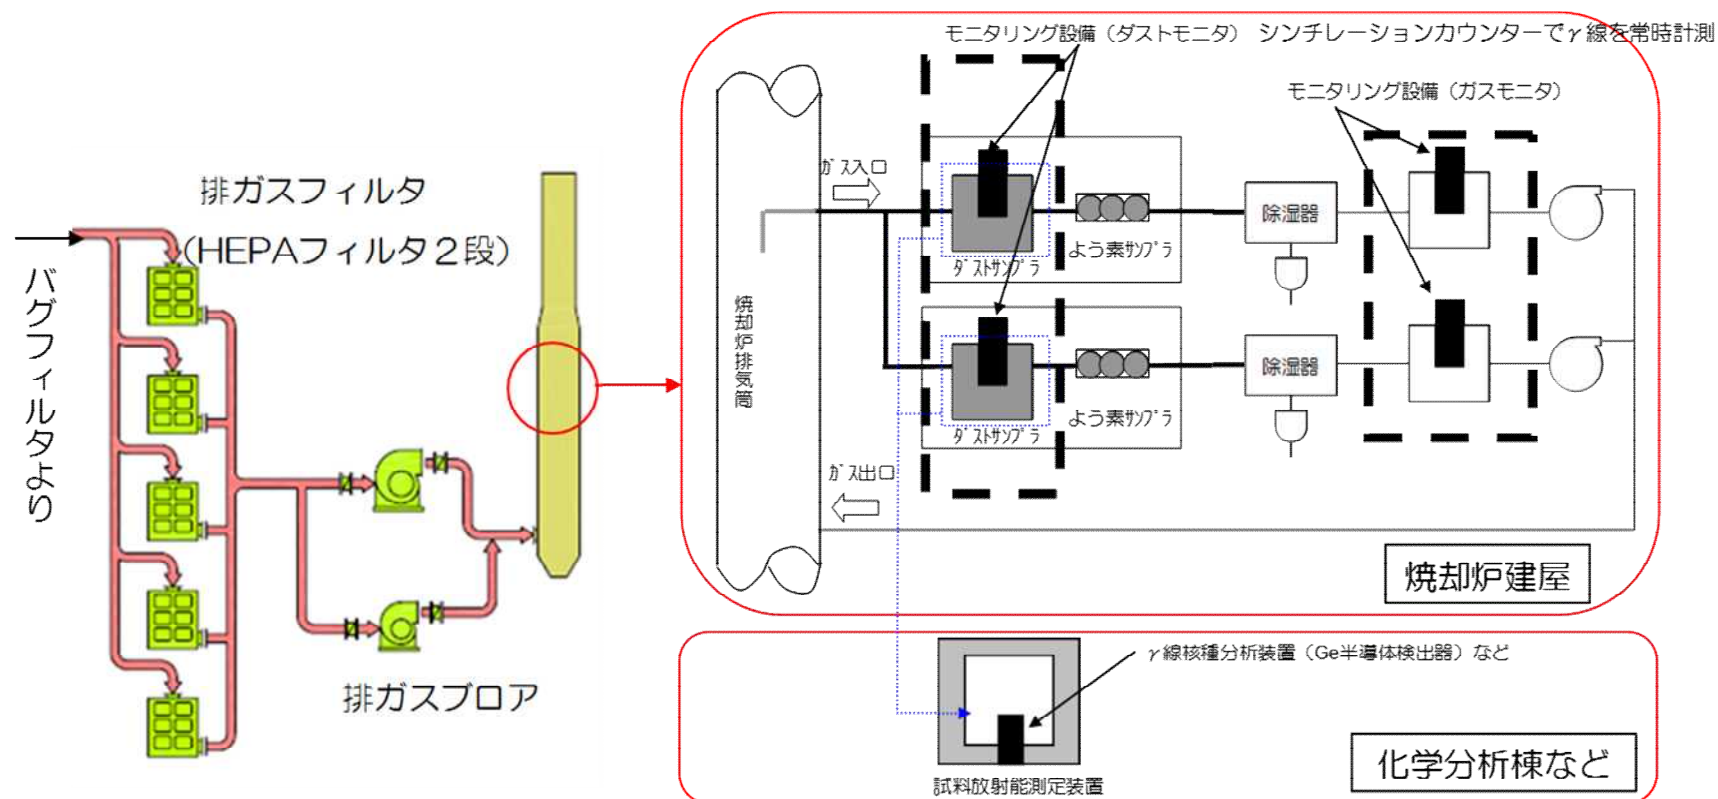 排ガスフィルタ
(HEPAフィルタ２段)
バグフィルタより
排ガスブロア
モニタリング設備（ダストモニタ） シンチレーションカウンターでγ線を常時計測
モニタリング設備（ガスモニタ）
ｶﾞｽ入口
焼却炉排気筒
ﾀﾞｽﾄｻﾝﾌﾟﾗ
よう素ｻﾝﾌﾟﾗ
除湿器
ﾀﾞｽﾄｻﾝﾌﾟﾗ
よう素ｻﾝﾌﾟﾗ
除湿器
ｶﾞｽ出口
焼却炉建屋
γ線核種分析装置（Ge半導体検出器）など
試料放射能測定装置
化学分析棟など